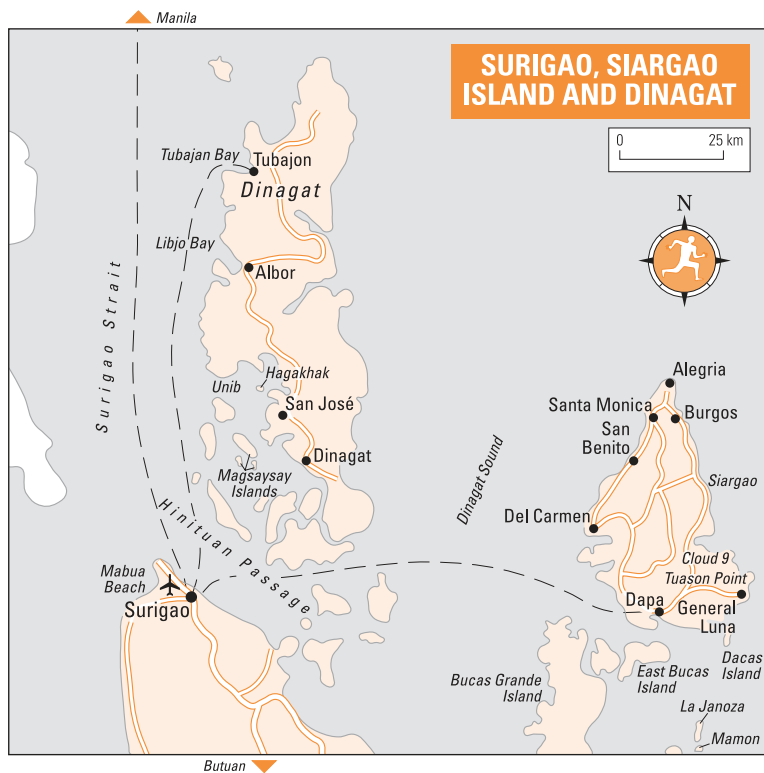 Manila
SURIGAO, SIARGAO
ISLAND AND DINAGAT
0 25 km
N
Tubajan Bay
Tubajon
Dinagat
Libjo Bay
Albor
Surigao Strait
Hagakhak
Unib
San José
Dinagat
Magsaysay
Islands
Hinituan Passage
Dinagat Sound
Alegria
Santa Monica
Burgos
San
Benito
Siargao
Del Carmen
Cloud 9
Tuason Point
Mabua
Beach
Surigao
Dapa
General
Luna
Dacas
Island
East Bucas
Island
Bucas Grande
Island
La Janoza
Mamon
Butuan